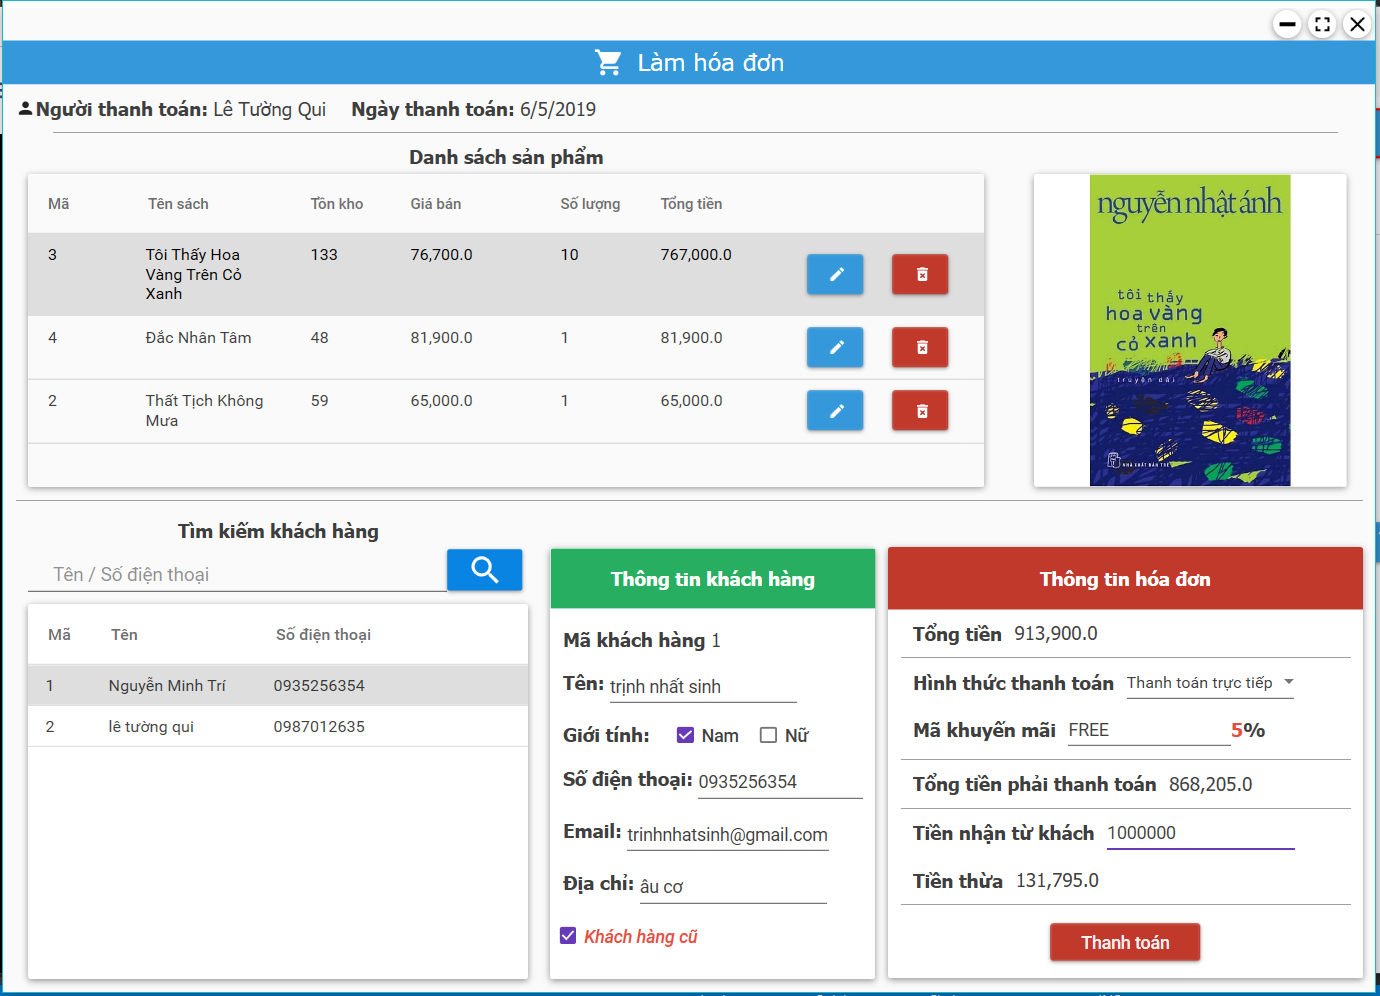 Làm hóa đơn
Người thanh toán: Lê Tường Qui Ngày thanh toán: 6/5/2019
Danh sách sản phẩm
Mã Tên sách Tồn kho Giá bán Số lượng Tổng tiền
3 Tôi Thấy Hoa 133 76,700.0 10 767,000.0
Vàng Trên Cỏ
Xanh
4 Đắc Nhân Tâm 48 81,900.0 1 81,900.0
2 Thất Tịch Không 59 65,000.0 1 65,000.0
Mưa
nguyễn nhật ánh
tôi thấy
hoa vàng
trên
cỏ xanh
truyện dài
NHÀ XUẤT BẢN TRẺ
Tìm kiếm khách hàng
Tên / Số điện thoại
Mã Tên Số điện thoại
1 Nguyễn Minh Trí 0935256354
2 lê tường qui 0987012635
Thông tin khách hàng
Mã khách hàng 1
Tên: trịnh nhất sinh
Giới tính: Nam Nữ
Số điện thoại: 0935256354
Email: trinhnhatsinh@gmail.com
Địa chỉ: âu cơ
Khách hàng cũ
Thông tin hóa đơn
Tổng tiền 913,900.0
Hình thức thanh toán Thanh toán trực tiếp
Mã khuyến mãi FREE 5%
Tổng tiền phải thanh toán 868,205.0
Tiền nhận từ khách 1000000
Tiền thừa 131,795.0
Thanh toán